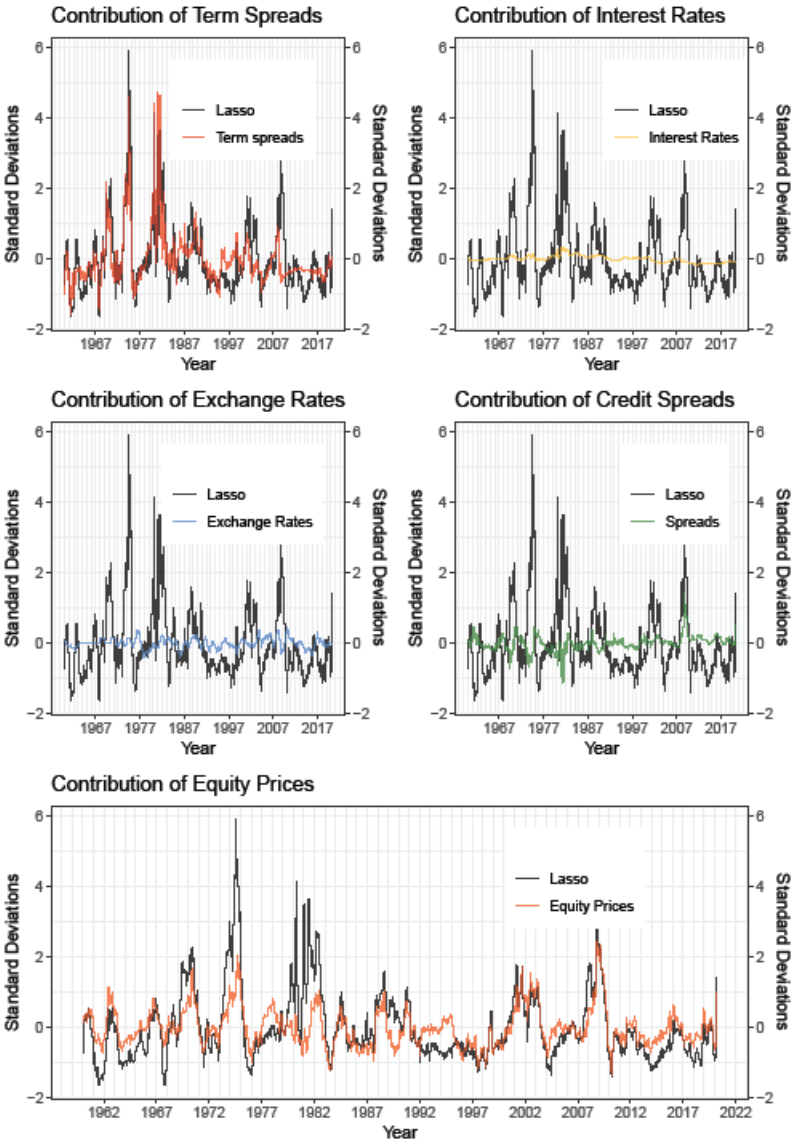 Contribution of Term Spreads
Standard Deviations
6
4
2
0
−2
Lasso
Term spreads
6
4
2
0
−2
Standard Deviations
1967 1977 1987 1997 2007 2017
Year
Contribution of Interest Rates
Standard Deviations
6
4
2
0
−2
Lasso
Interest Rates
6
4
2
0
−2
Standard Deviations
1967 1977 1987 1997 2007 2017
Year
Contribution of Exchange Rates
Standard Deviations
6
4
2
0
−2
Lasso
Exchange Rates
6
4
2
0
−2
Standard Deviations
1967 1977 1987 1997 2007 2017
Year
Contribution of Credit Spreads
Standard Deviations
6
4
2
0
−2
Lasso
Spreads
6
4
2
0
−2
Standard Deviations
1967 1977 1987 1997 2007 2017
Year
Contribution of Equity Prices
Standard Deviations
6
4
2
0
−2
Lasso
Equity Prices
6
4
2
0
−2
Standard Deviations
1962 1967 1972 1977 1982 1987 1992 1997 2002 2007 2012 2017 2022
Year